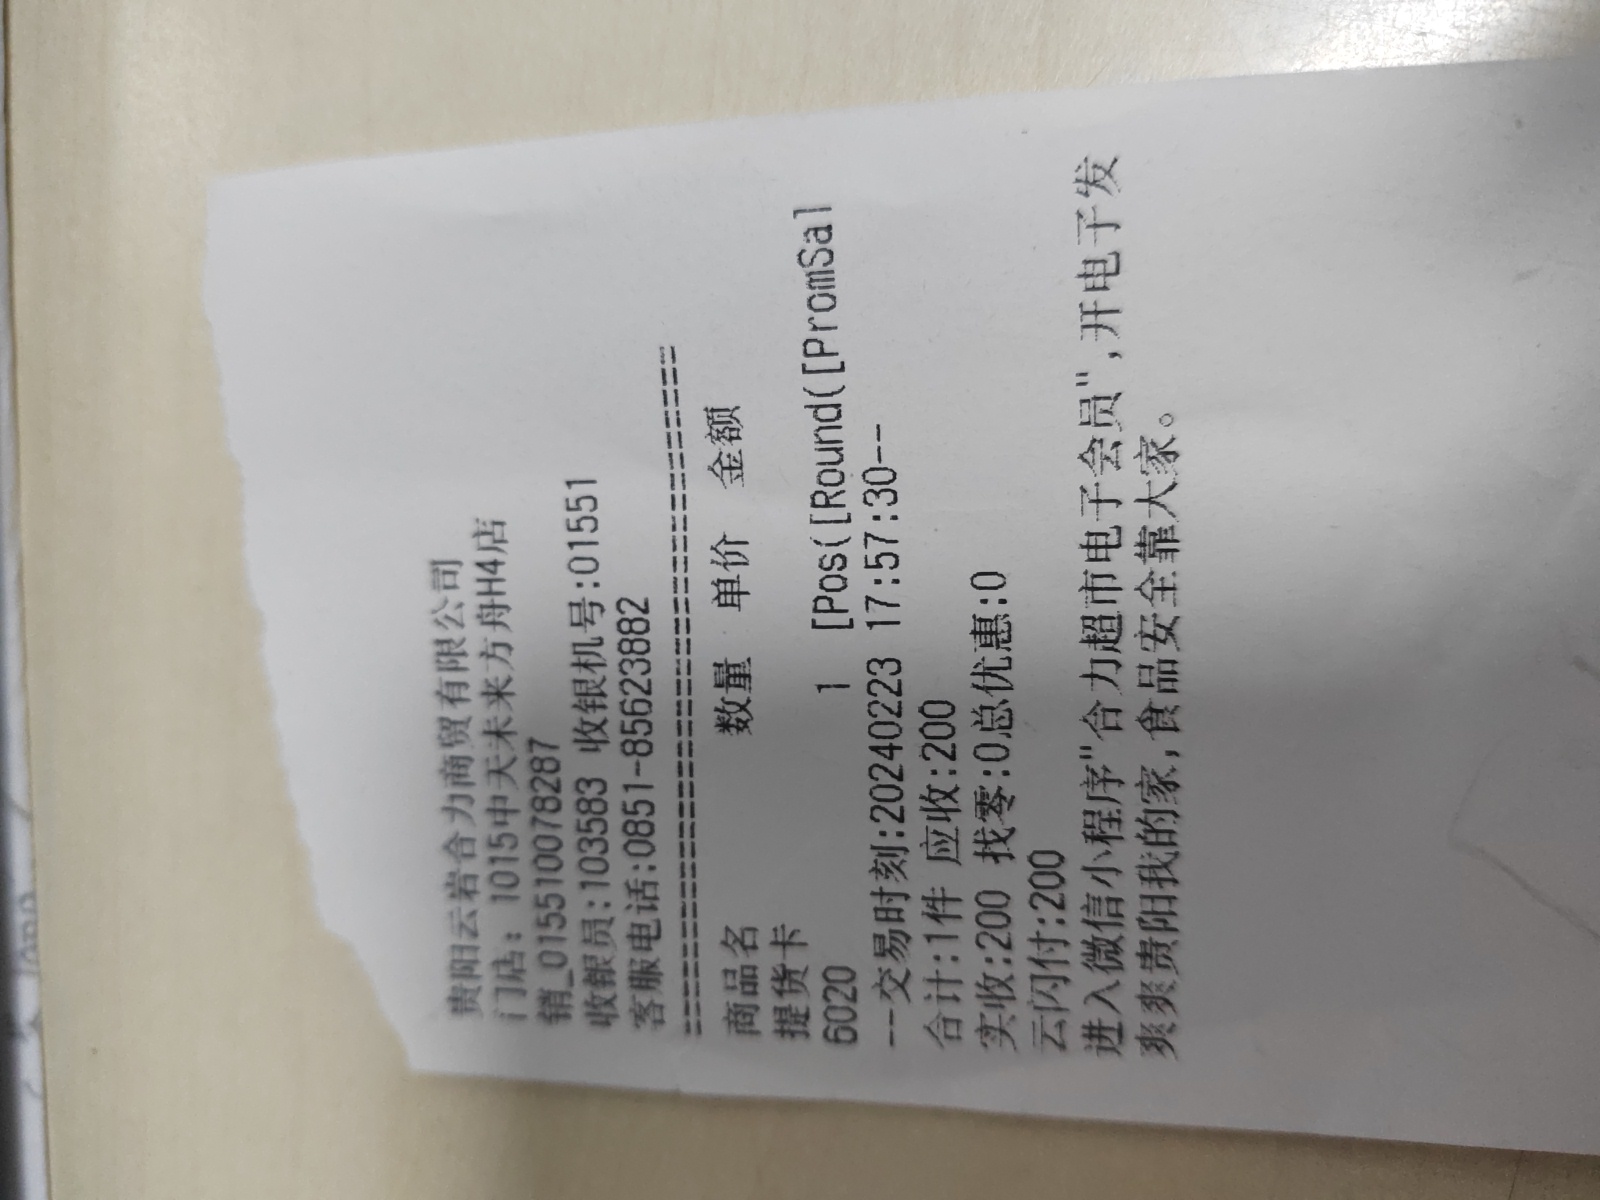 贵阳云岩合力商贸有限公司
门店: 1015中天未来方舟H4店
销_015510078287
收银员:103583 收银机号:01551
客服电话:0851-85623882
========================================
商品名 数量 单价 金额
提货卡
6020 1 [Pos([Round([PromSal
--交易时刻:20240223 17:57:30--
合计:1件 应收:200
实收:200 找零:0总优惠:0
云闪付:200
进入微信小程序"合力超市电子会员",开电子发
爽爽贵阳我的家,食品安全靠大家。